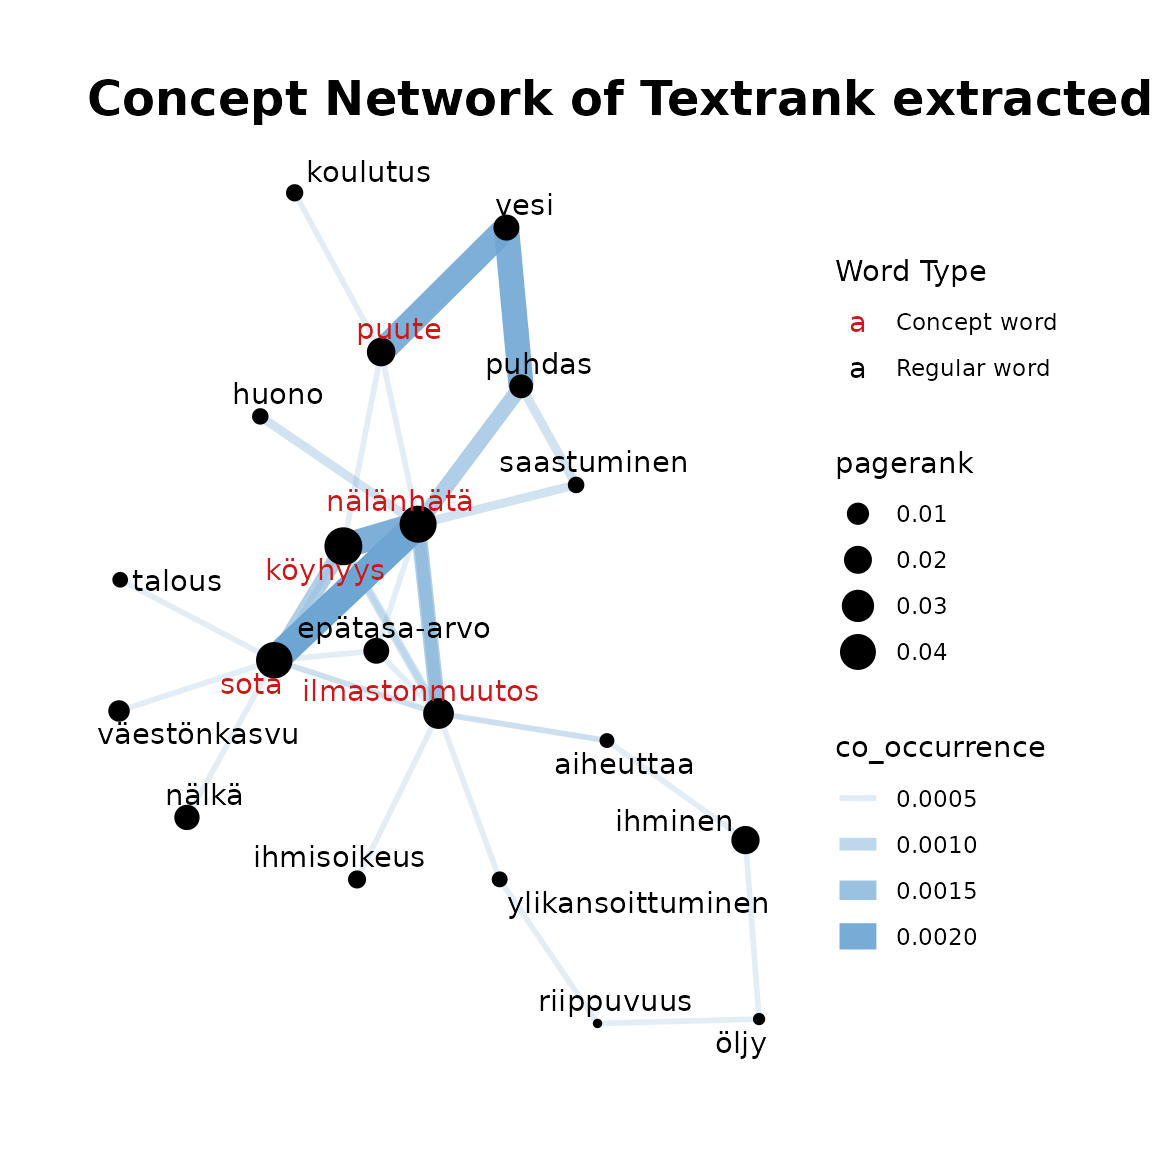 Concept Network of Textrank extracted
koulutus
vesi
puute
puhdas
huono
saastuminen
nälänhätä
köyhyys
talous
epätasa-arvo
sota
ilmastonmuutos
väestönkasvu
aiheuttaa
nälkä
ihminen
ihmisoikeus
ylikansoittuminen
riippuvuus
öljy
Word Type
a Concept word
a Regular word
pagerank
0.01
0.02
0.03
0.04
co_occurrence
0.0005
0.0010
0.0015
0.0020